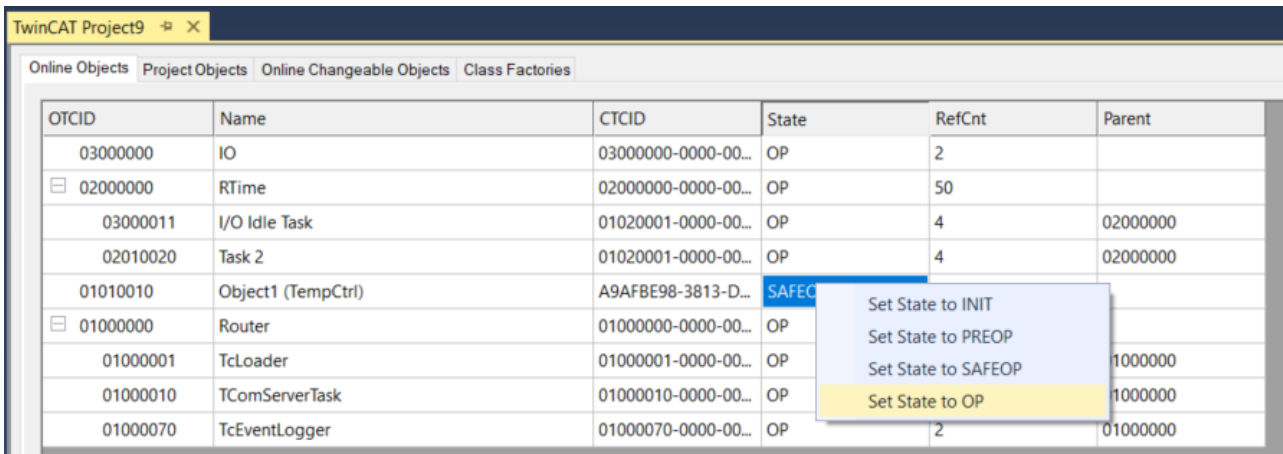 TwinCAT Project9
Online Objects Project Objects Online Changeable Objects Class Factories
OTCID Name CTCID State RefCnt Parent
03000000 IO 03000000-0000-00... OP 2
02000000 RTime 02000000-0000-00... OP 50
03000011 I/O Idle Task 01020001-0000-00... OP 4 02000000
02010020 Task 2 01020001-0000-00... OP 4 02000000
01010010 Object1 (TempCtrl) A9AFBE98-3813-D...
Set State to INIT
01000000 Router 01000000-0000-00... OP
Set State to PREOP
01000001 TcLoader 01000001-0000-00... OP
Set State to SAFEOP
01000010 TComServerTask 01000010-0000-00... OP
Set State to OP
01000070 TcEventLogger 01000070-0000-00... OP 2 01000000